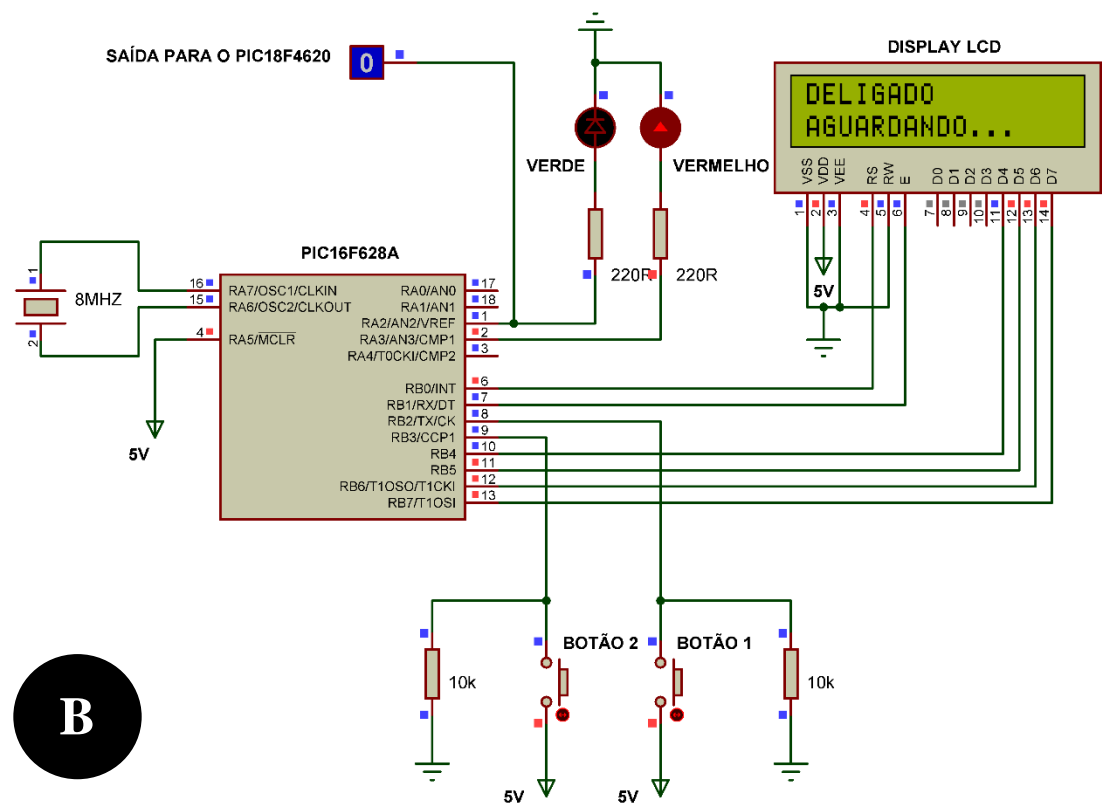 SAÍDA PARA O PIC18F4620
0
DISPLAY LCD
DELIGADO
AGUARDANDO...
VERDE
VERMELHO
VSS VDD VEE RS RW E D0 D1 D2 D3 D4 D5 D6 D7
1 2 3 4 5 6 7 8 9 10 11 12 13 14
5V
220R
220R
PIC16F628A
1
8MHZ
2
16 RA7/OSC1/CLKIN RA0/AN0 17
15 RA6/OSC2/CLKOUT RA1/AN1 18
RA2/AN2/VREF 1
4 RA5/MCLR RA3/AN3/CMP1 2
RA4/T0CKI/CMP2 3
RB0/INT 6
RB1/RX/DT 7
RB2/TX/CK 8
RB3/CCP1 9
RB4 10
RB5 11
RB6/T1OSO/T1CKI 12
RB7/T1OSI 13
5V
BOTÃO 2
BOTÃO 1
10k
10k
5V
5V
B